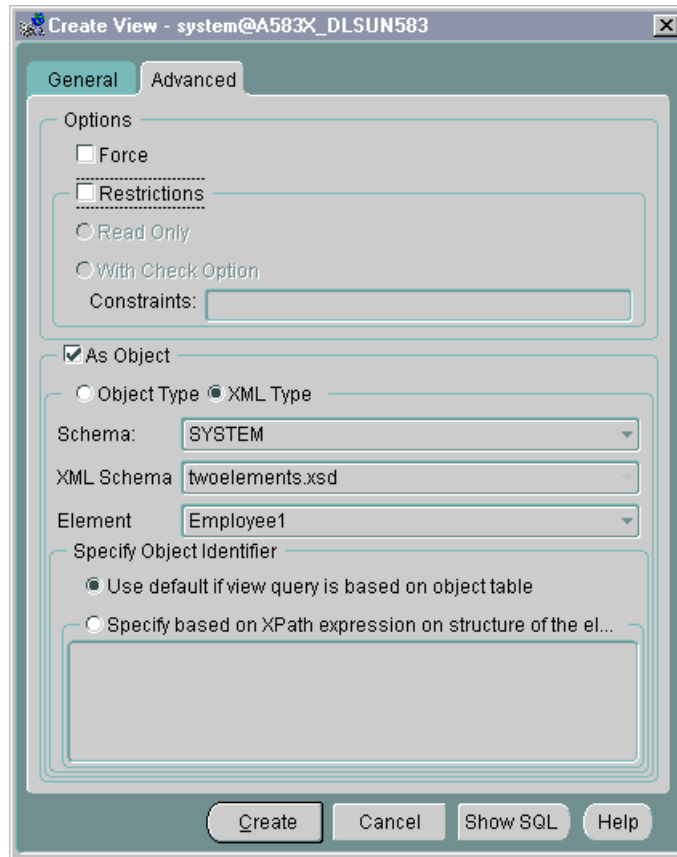 Create View - system@A583X_DLSUN583
General Advanced
Options
Force
Restrictions
Read Only
With Check Option
Constraints:
As Object
Object Type XML Type
Schema: SYSTEM
XML Schema twoelements.xsd
Element Employee1
Specify Object Identifier
Use default if view query is based on object table
Specify based on XPath expression on structure of the el...
Create Cancel Show SQL Help